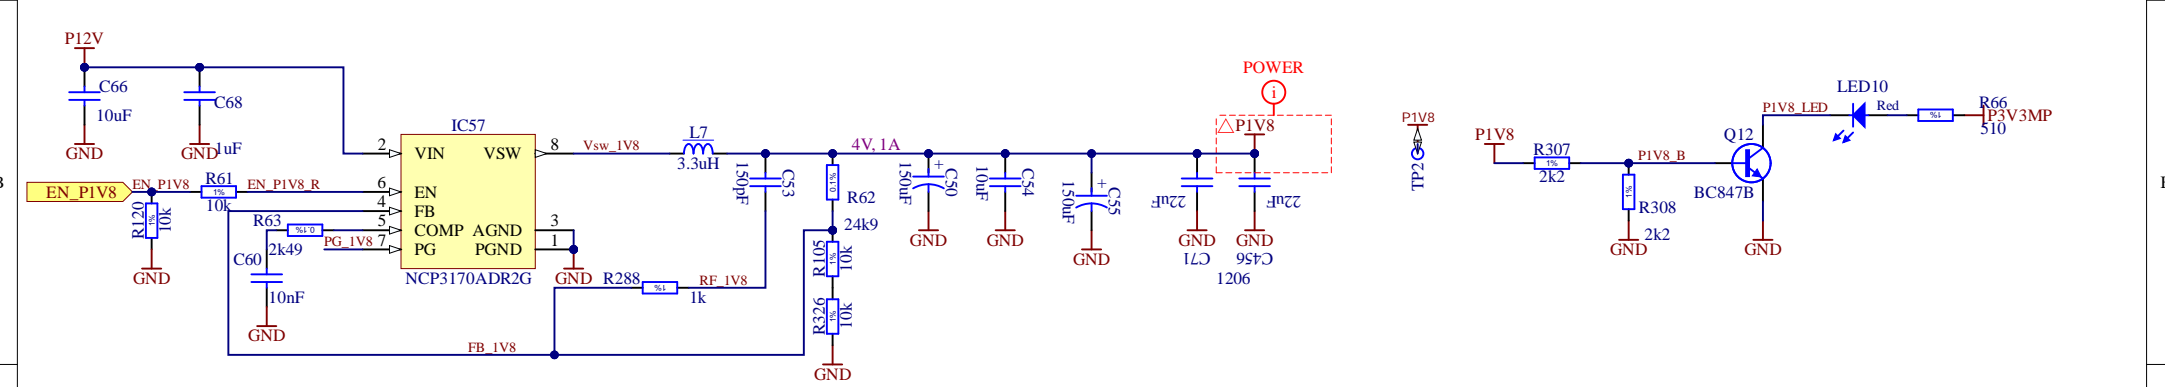 P12V
C66
10uF
GND
C68
1uF
GND
EN_P1V8
EN_P1V8
R61
1%
10k
EN_P1V8_R
R120
1%
10k
GND
R63
0.1%
2k49
PG_1V8
C60
10nF
GND
IC57
2
VIN
VSW
8
6
EN
4
FB
5
COMP
AGND
3
7
PG
PGND
1
NCP3170ADR2G
GND
Vsw_1V8
L7
3.3uH
150pF
C53
R288
1%
1k
RF_1V8
FB_1V8
0.1%
R62
24k9
R105
1%
10k
R326
1%
10k
GND
4V, 1A
150uF
+
C50
GND
10uF
C54
GND
150uF
+
C55
GND
22uF
GND
C71
22uF
GND
C456
1206
POWER
i
P1V8
P1V8
TP2
P1V8
R307
1%
2k2
P1V8_B
1%
R308
2k2
GND
Q12
BC847B
GND
P1V8_LED
LED10
Red
R66
1%
510
P3V3MP